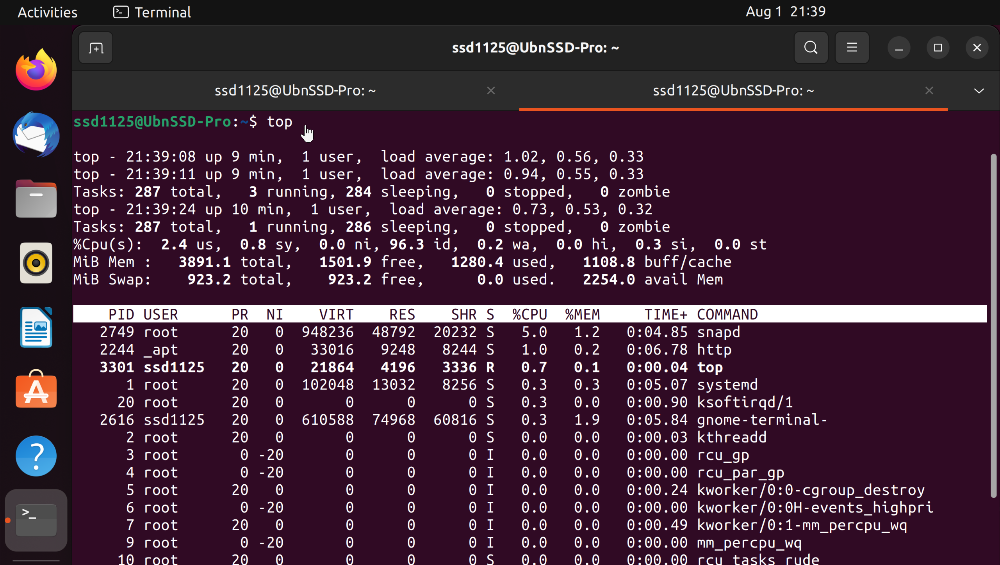 Activities Terminal Aug 1 21:39
ssd1125@UbnSSD-Pro: ~
ssd1125@UbnSSD-Pro: ~ ssd1125@UbnSSD-Pro: ~
ssd1125@UbnSSD-Pro:~$ top
top - 21:39:08 up 9 min,  1 user,  load average: 1.02, 0.56, 0.33
top - 21:39:11 up 9 min,  1 user,  load average: 0.94, 0.55, 0.33
Tasks: 287 total,   3 running, 284 sleeping,   0 stopped,   0 zombie
top - 21:39:24 up 10 min,  1 user,  load average: 0.73, 0.53, 0.32
Tasks: 287 total,   1 running, 286 sleeping,   0 stopped,   0 zombie
%Cpu(s):  2.4 us,  0.8 sy,  0.0 ni, 96.3 id,  0.2 wa,  0.0 hi,  0.3 si,  0.0 st
MiB Mem :   3891.1 total,   1501.9 free,   1280.4 used,   1108.8 buff/cache
MiB Swap:    923.2 total,    923.2 free,      0.0 used.   2254.0 avail Mem
PID USER      PR  NI    VIRT    RES    SHR S  %CPU  %MEM     TIME+ COMMAND
2749 root      20   0  948236  48792  20232 S   5.0   1.2   0:04.85 snapd
2244 _apt      20   0   33016   9248   8244 S   1.0   0.2   0:06.78 http
3301 ssd1125   20   0   21864   4196   3336 R   0.7   0.1   0:00.04 top
1 root      20   0  102048  13032   8256 S   0.3   0.3   0:05.07 systemd
20 root      20   0       0      0      0 S   0.3   0.0   0:00.90 ksoftirqd/1
2616 ssd1125   20   0  610588  74968  60816 S   0.3   1.9   0:05.84 gnome-terminal-
2 root      20   0       0      0      0 S   0.0   0.0   0:00.03 kthreadd
3 root       0 -20       0      0      0 I   0.0   0.0   0:00.00 rcu_gp
4 root       0 -20       0      0      0 I   0.0   0.0   0:00.00 rcu_par_gp
5 root      20   0       0      0      0 I   0.0   0.0   0:00.24 kworker/0:0-cgroup_destroy
6 root       0 -20       0      0      0 I   0.0   0.0   0:00.00 kworker/0:0H-events_highpri
7 root      20   0       0      0      0 I   0.0   0.0   0:00.49 kworker/0:1-mm_percpu_wq
9 root       0 -20       0      0      0 I   0.0   0.0   0:00.00 mm_percpu_wq
10 root      20   0       0      0      0 S   0.0   0.0   0:00.00 rcu_tasks_rude_